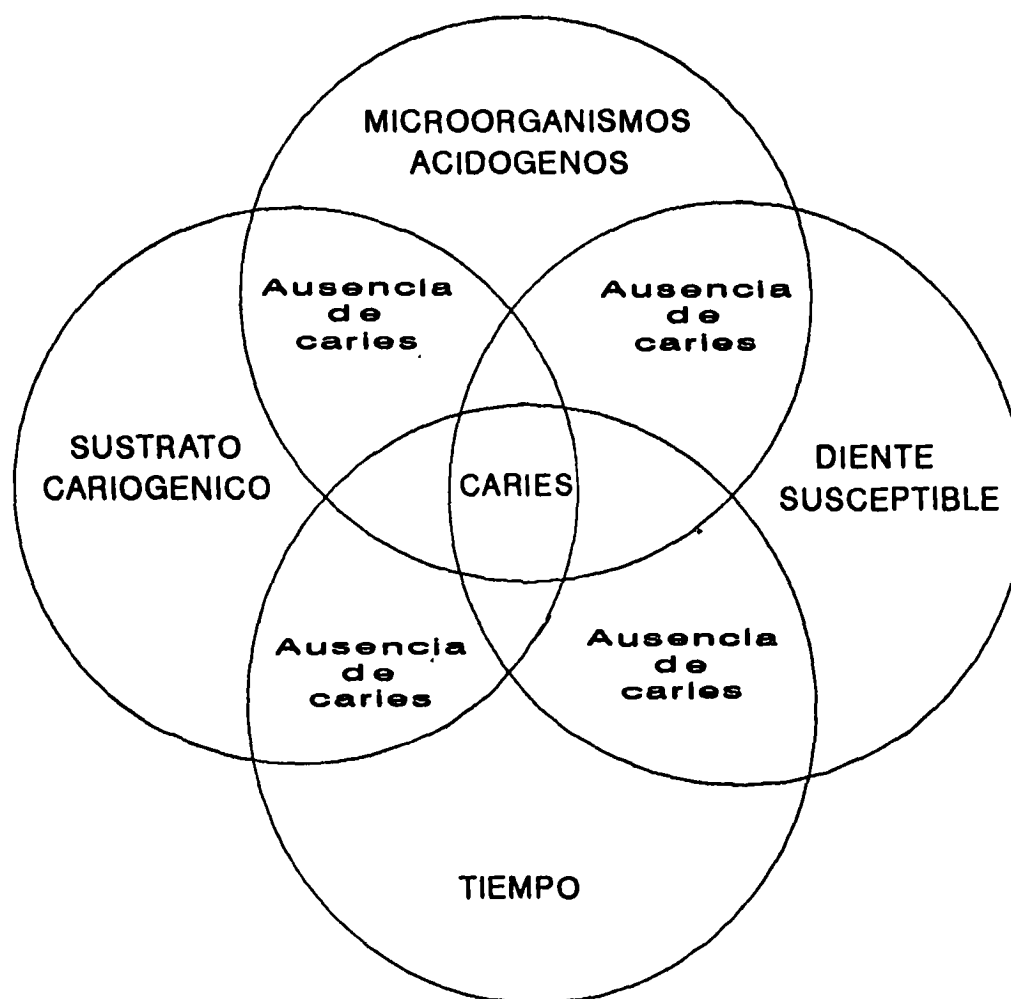 MICROORGANISMOS
ACIDOGENOS
Ausencia
de
caries
Ausencia
de
caries
SUSTRATO
CARIOGENICO
CARIES
DIENTE
SUSCEPTIBLE
Ausencia
de
caries
Ausencia
de
caries
TIEMPO